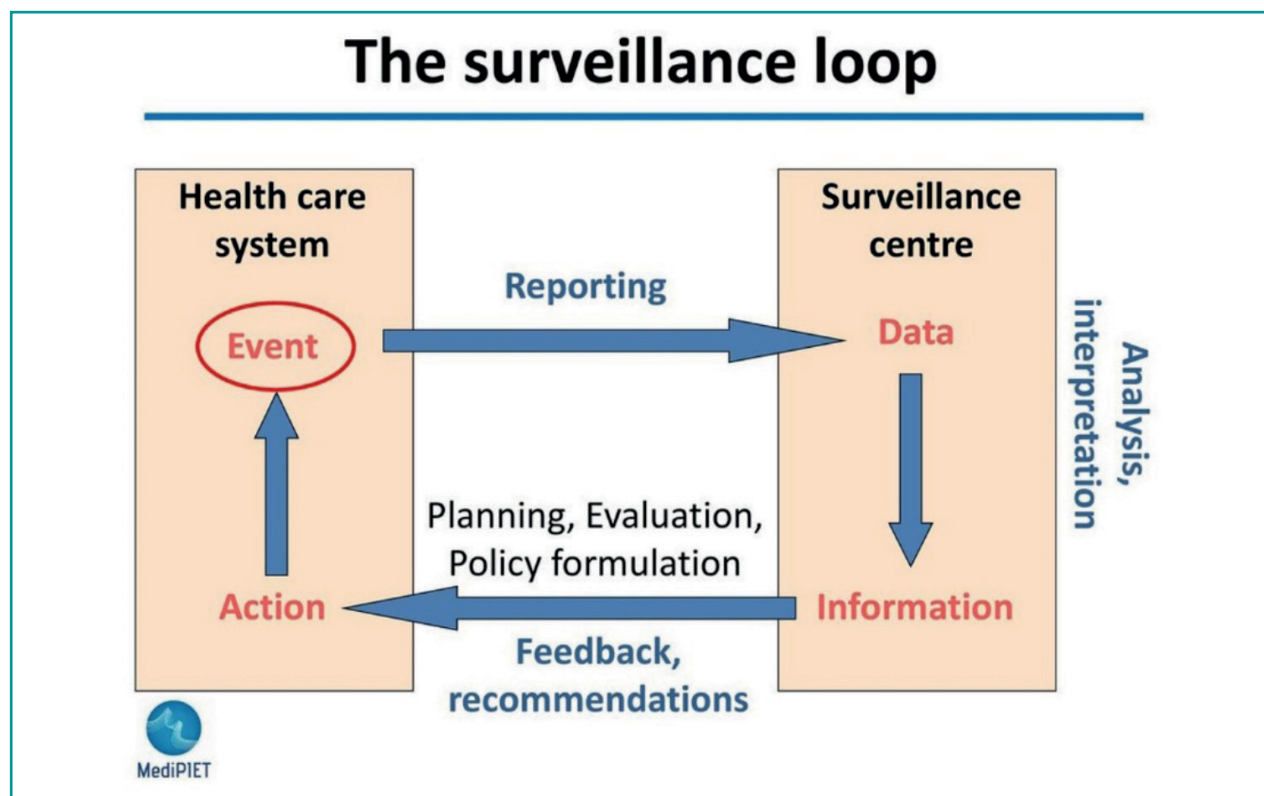 The surveillance loop
Health care
system
Surveillance
centre
Reporting
Event
Data
Analysis,
interpretation
Planning, Evaluation,
Policy formulation
Action
Information
Feedback,
recommendations
MediPIET